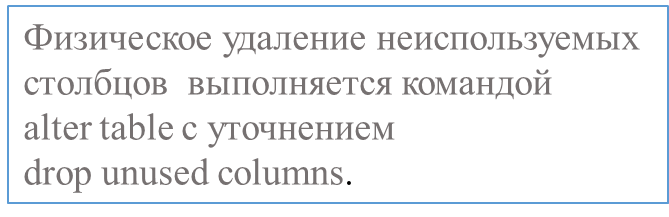 Физическое удаление неиспользуемых
столбцов  выполняется командой
alter table с уточнением
drop unused columns.